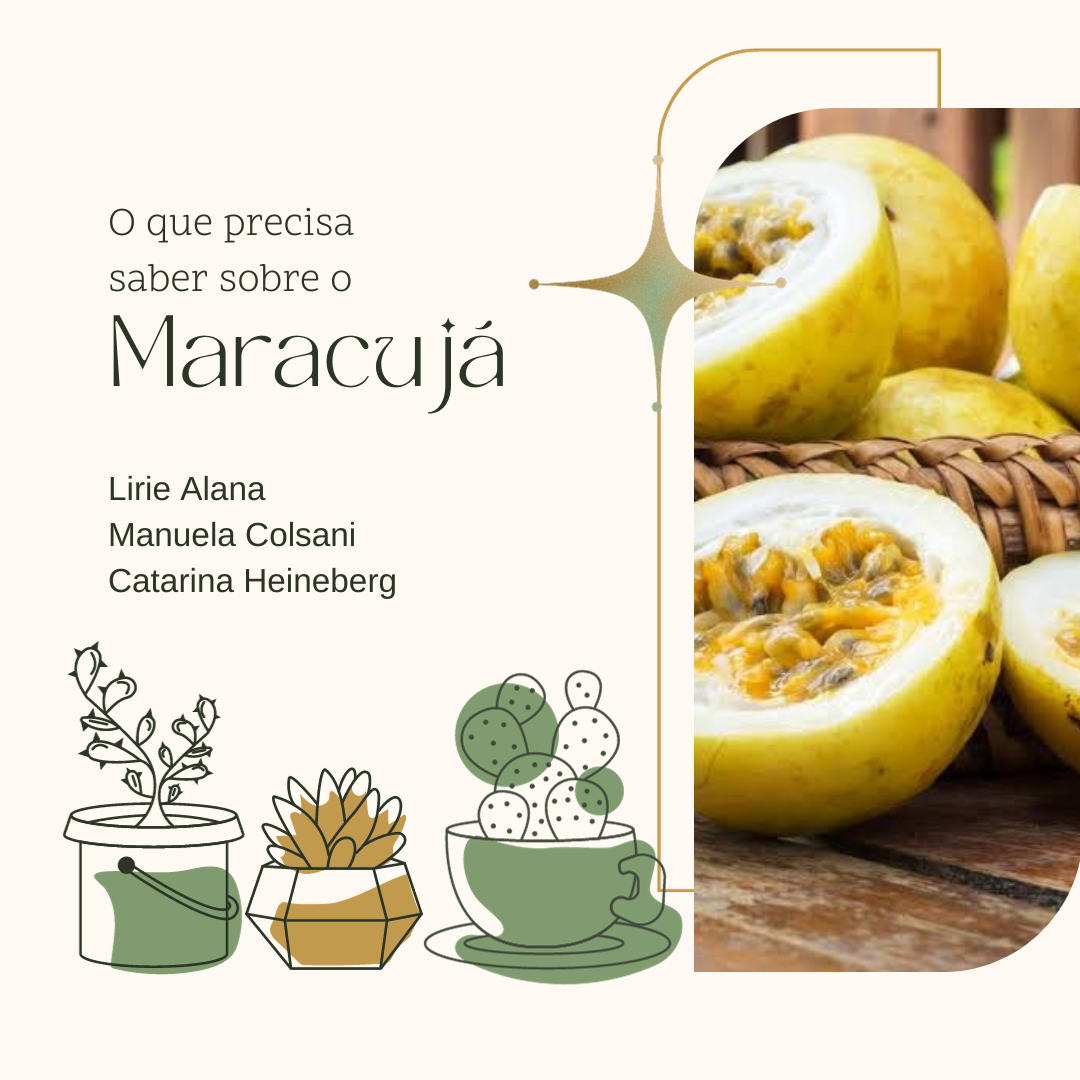 O que precisa
saber sobre o
Maracujá
Lirie Alana
Manuela Colsani
Catarina Heineberg